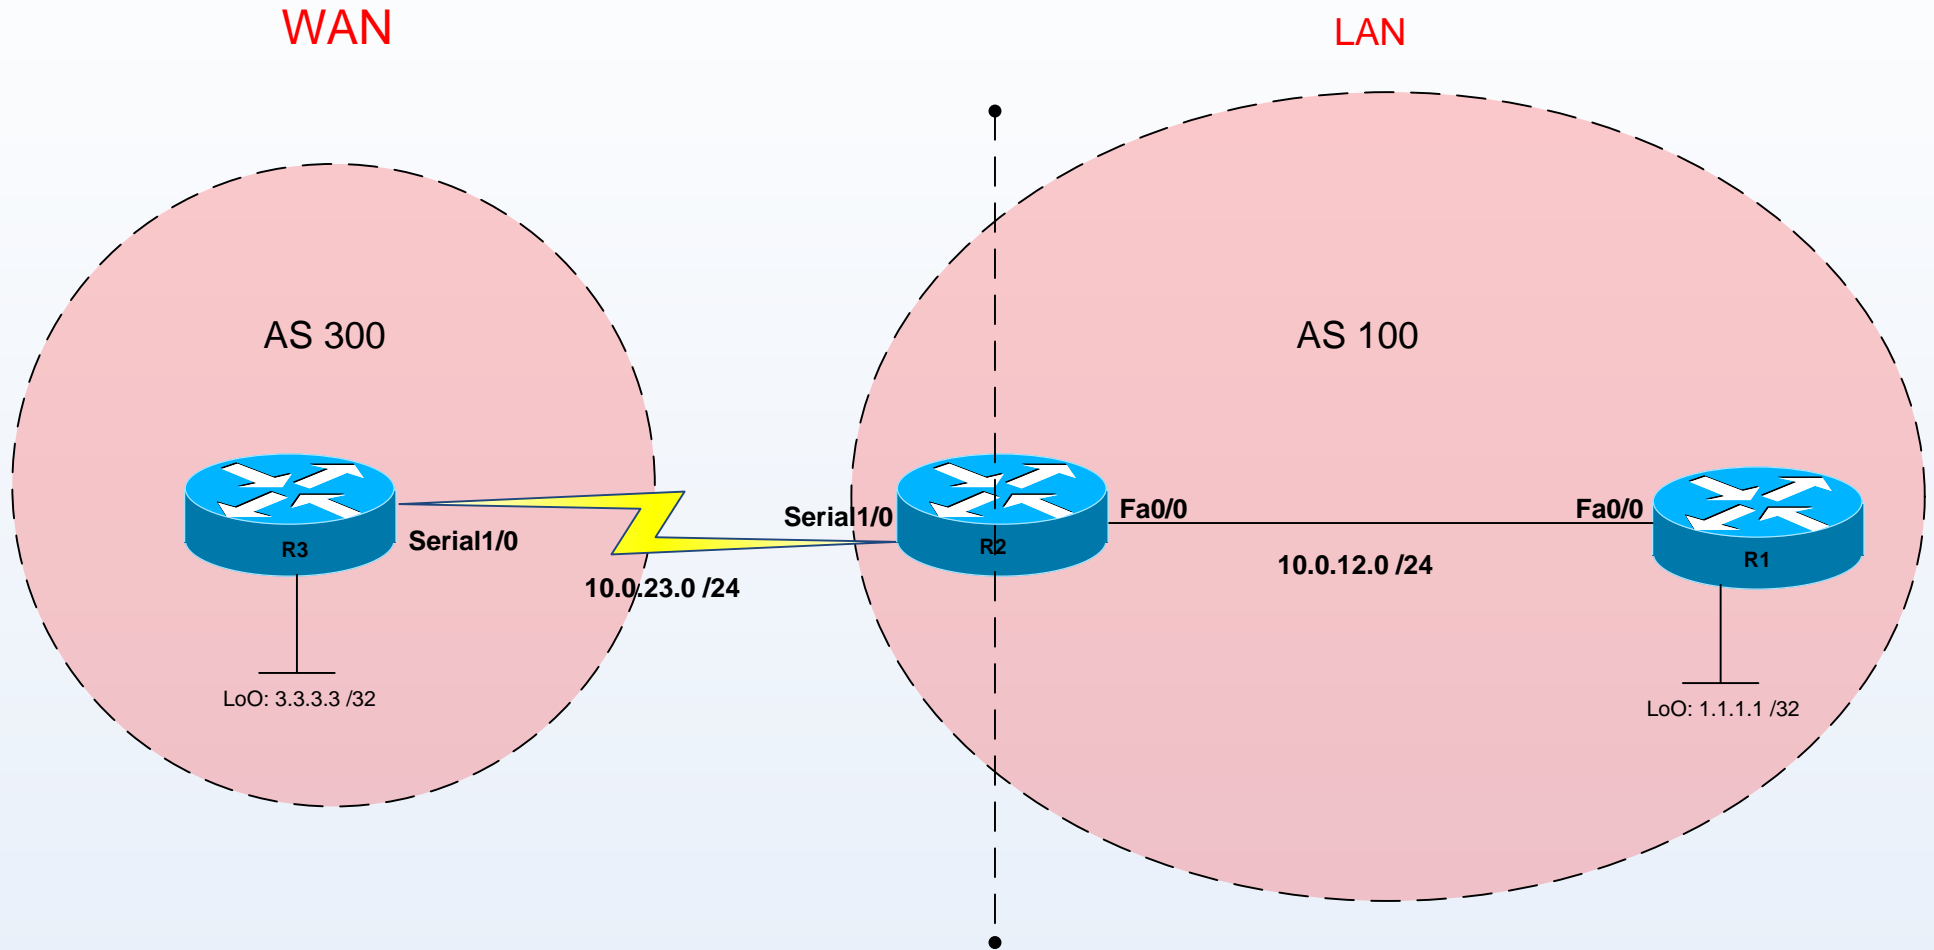 WAN
LAN
AS 300
AS 100
Serial1/0
Fa0/0
Fa0/0
R3
Serial1/0
R2
R1
10.0.23.0 /24
10.0.12.0 /24
LoO: 3.3.3.3 /32
LoO: 1.1.1.1 /32